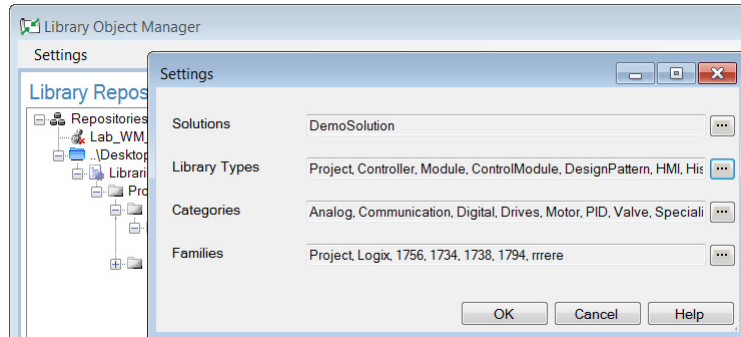 Library Object Manager
Settings
Library Repos
Repositories
Lab_WM_
..\Desktop
Librari
Pro
Settings
Solutions
DemoSolution
...
Library Types
Project, Controller, Module, ControlModule, DesignPattern, HMI, His
...
Categories
Analog, Communication, Digital, Drives, Motor, PID, Valve, Speciali
...
Families
Project, Logix, 1756, 1734, 1738, 1794, rrrere
...
OK
Cancel
Help